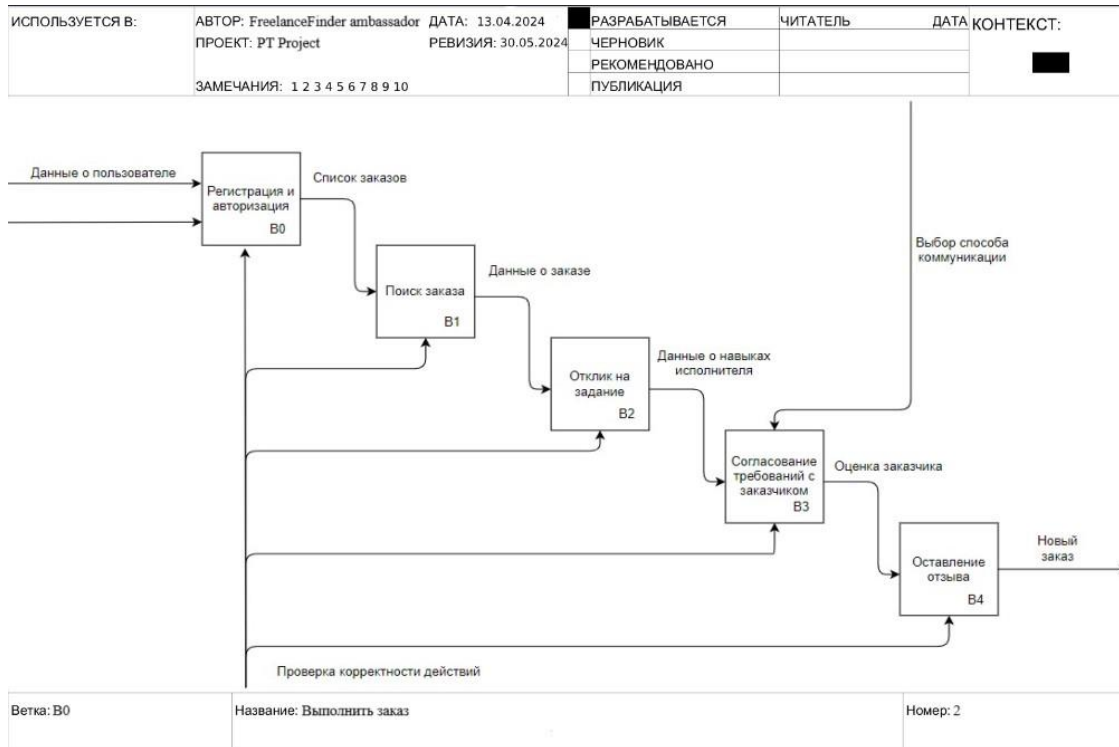 ИСПОЛЬЗУЕТСЯ В:
АВТОР: FreelanceFinder ambassador ДАТА: 13.04.2024
ПРОЕКТ: PT Project РЕВИЗИЯ: 30.05.2024
ЗАМЕЧАНИЯ: 1 2 3 4 5 6 7 8 9 10
РАЗРАБАТЫВАЕТСЯ
ЧЕРНОВИК
РЕКОМЕНДОВАНО
ПУБЛИКАЦИЯ
ЧИТАТЕЛЬ ДАТА
КОНТЕКСТ:
Данные о пользователе
Регистрация и
авторизация
B0
Список заказов
Поиск заказа
B1
Данные о заказе
Отклик на
задание
B2
Данные о навыках
исполнителя
Выбор способа
коммуникации
Согласование
требований с
заказчиком
B3
Оценка заказчика
Оставление
отзыва
B4
Новый
заказ
Проверка корректности действий
Ветка: B0
Название: Выполнить заказ
Номер: 2